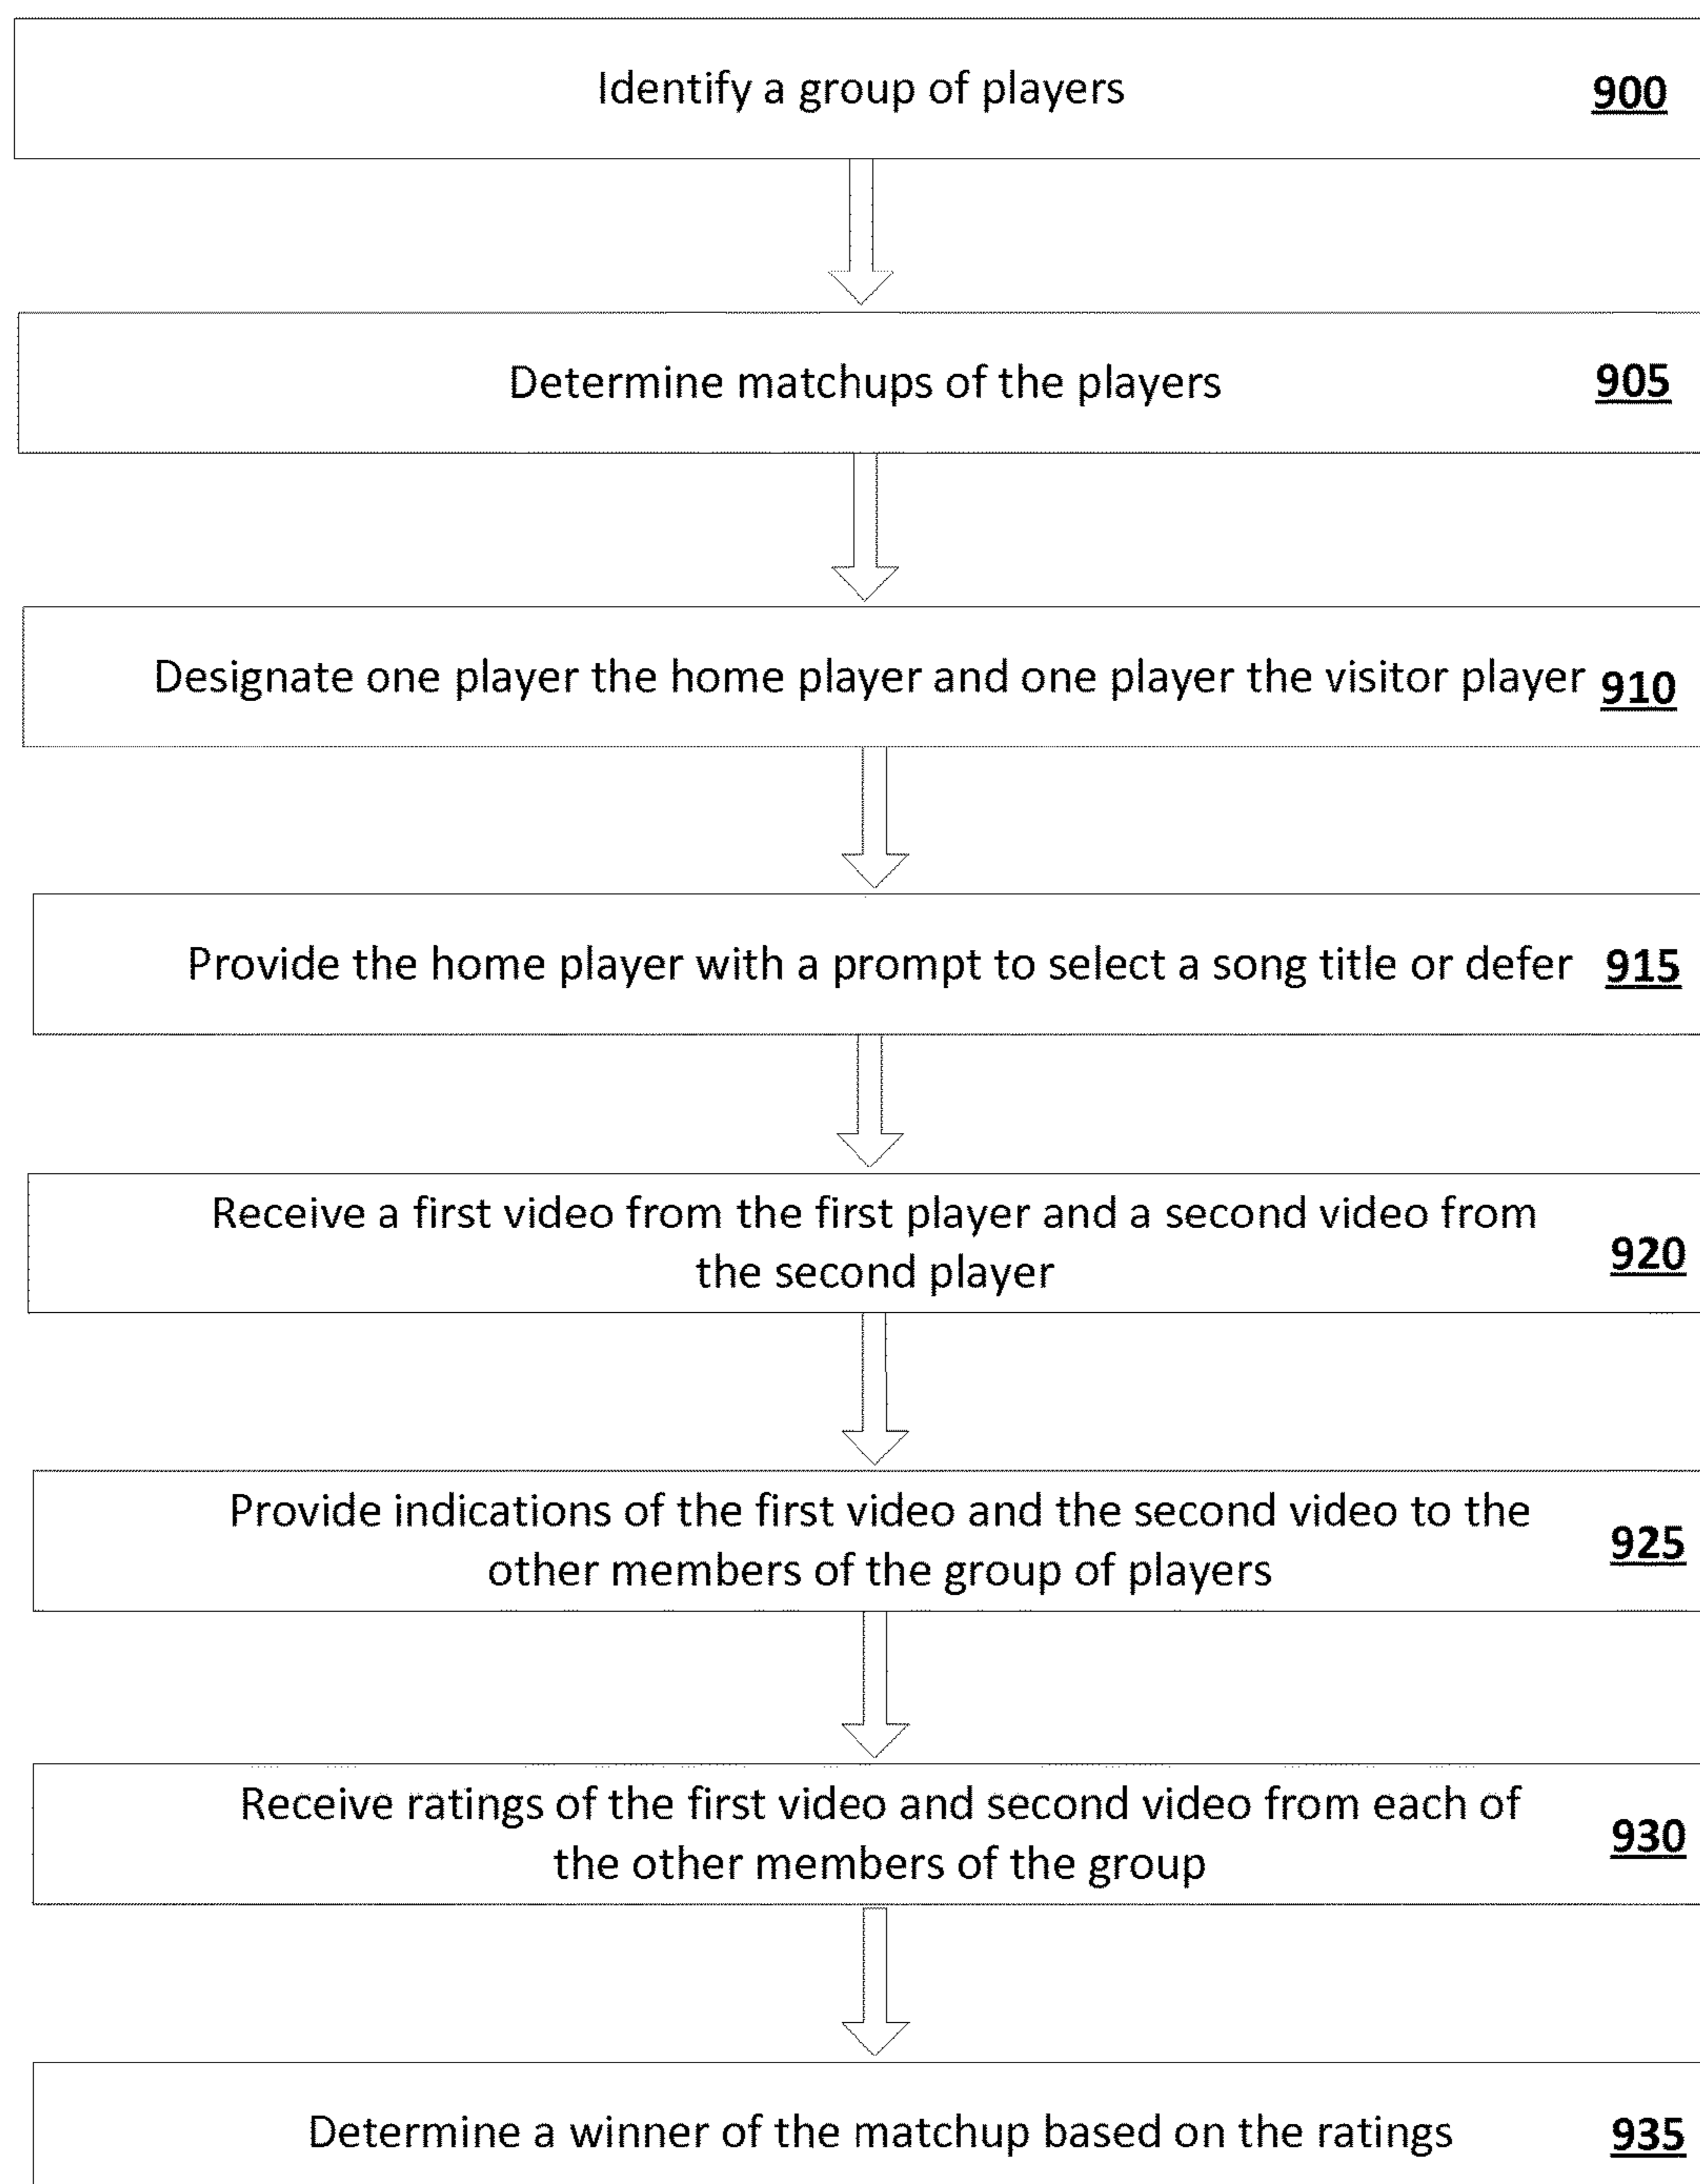 Identify a group of players 900
Determine matchups of the players 905
Designate one player the home player and one player the visitor player 910
Provide the home player with a prompt to select a song title or defer 915
Receive a first video from the first player and a second video from
the second player 920
Provide indications of the first video and the second video to the
other members of the group of players 925
Receive ratings of the first video and second video from each of
the other members of the group 930
Determine a winner of the matchup based on the ratings 935